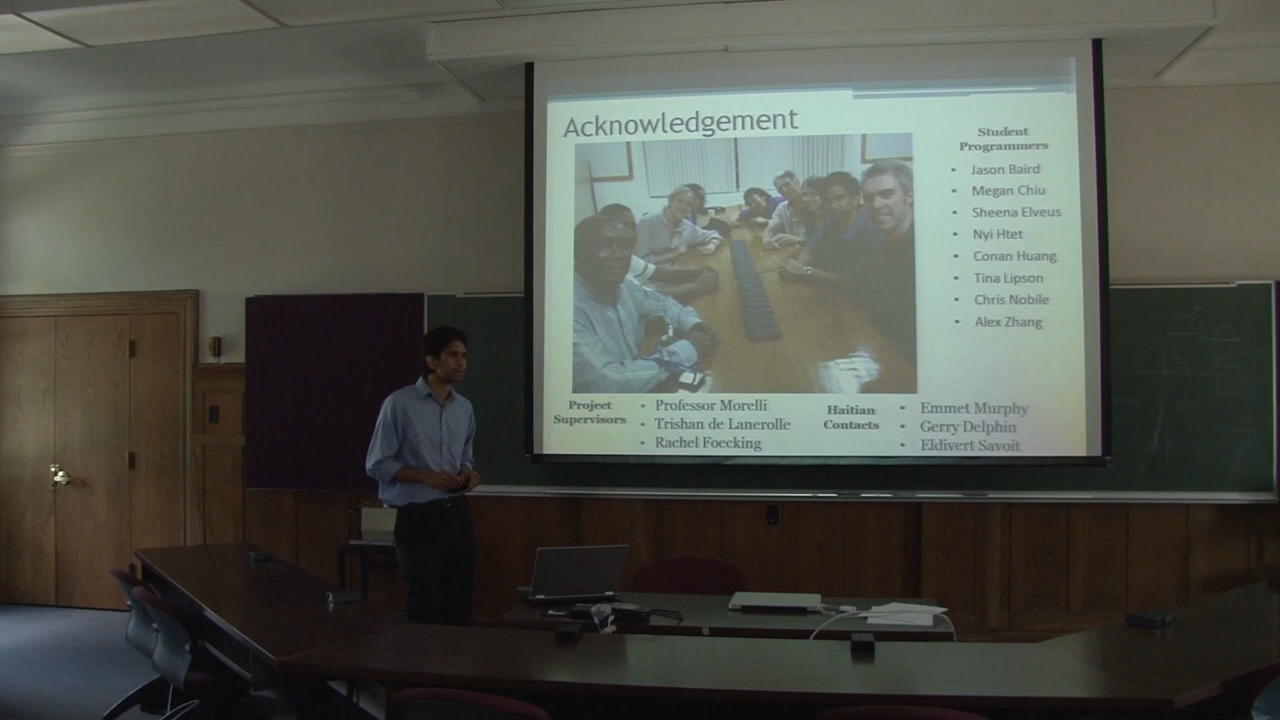 Acknowledgement
Student
Programmers
• Jason Baird
• Megan Chiu
• Sheena Elveus
• Nyi Htet
• Conan Huang
• Tina Lipson
• Chris Nobile
• Alex Zhang
Project
Supervisors
• Professor Morelli
• Trishan de Lanerolle
• Rachel Foecking
Haitian
Contacts
• Emmet Murphy
• Gerry Delphin
• Eldivert Savoit